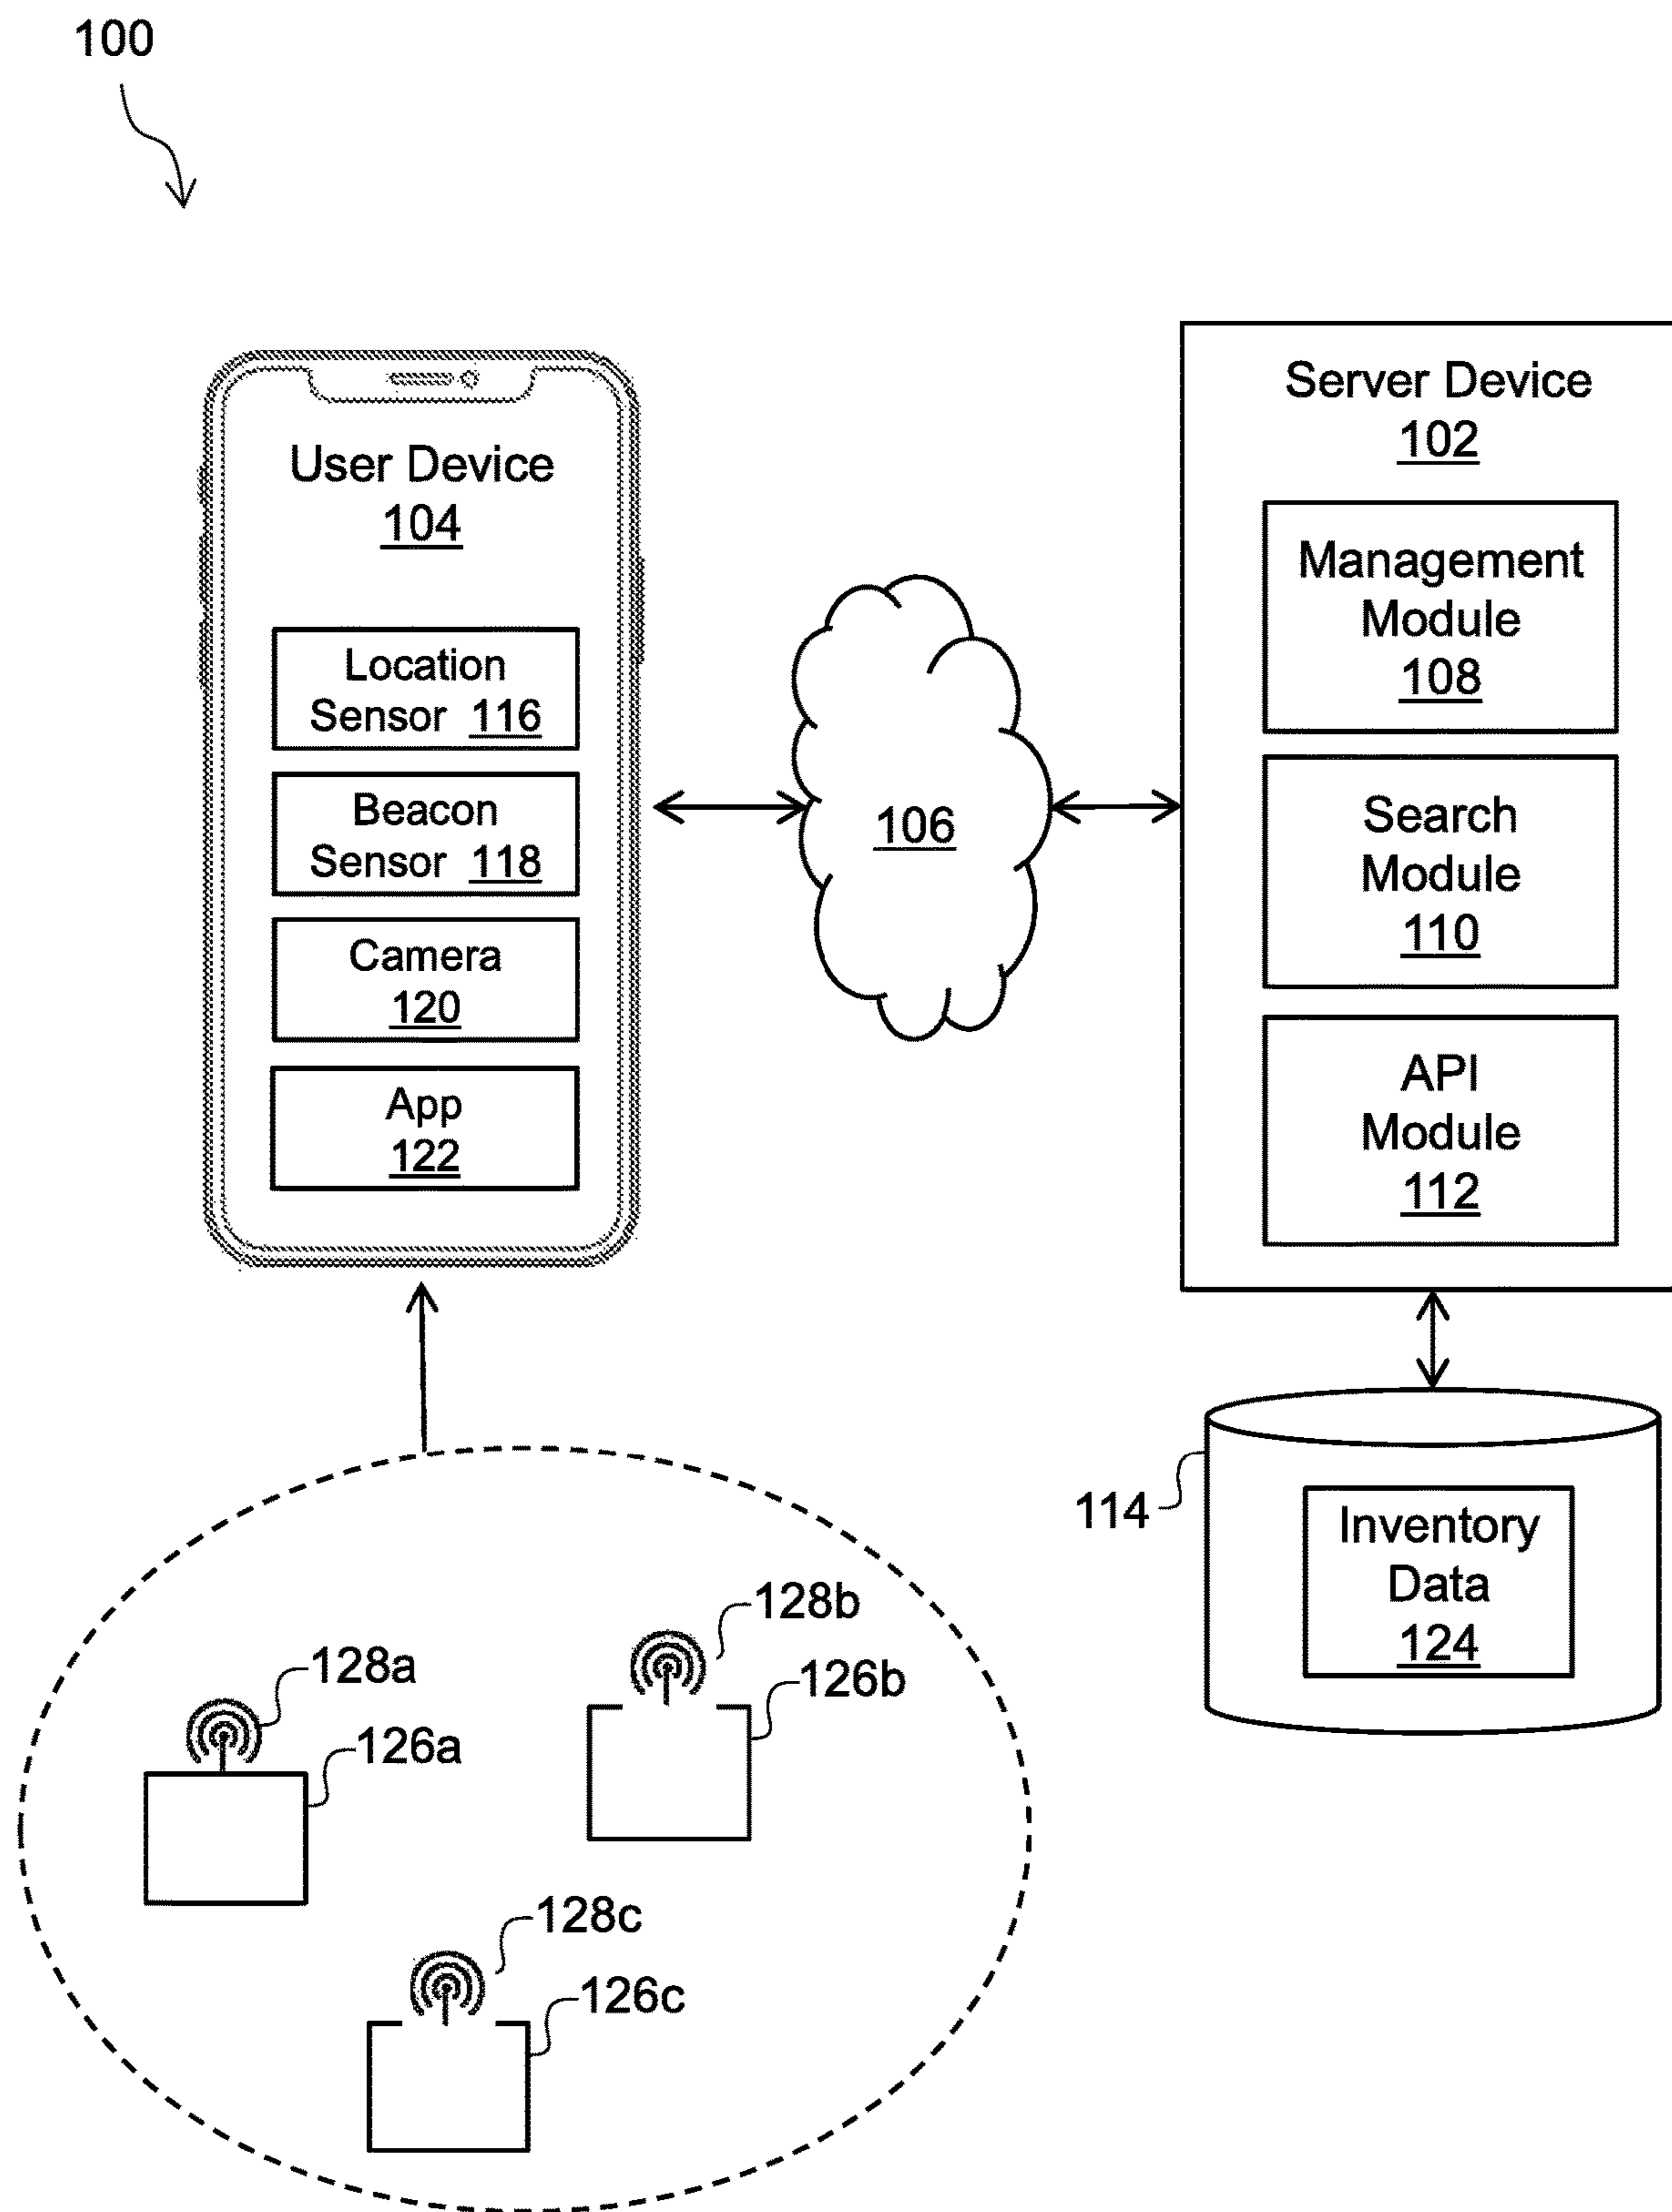 100
User Device
104
Location
Sensor 116
Beacon
Sensor 118
Camera
120
App
122
106
Server Device
102
Management
Module
108
Search
Module
110
API
Module
112
114
Inventory
Data
124
128a
126a
128b
126b
128c
126c